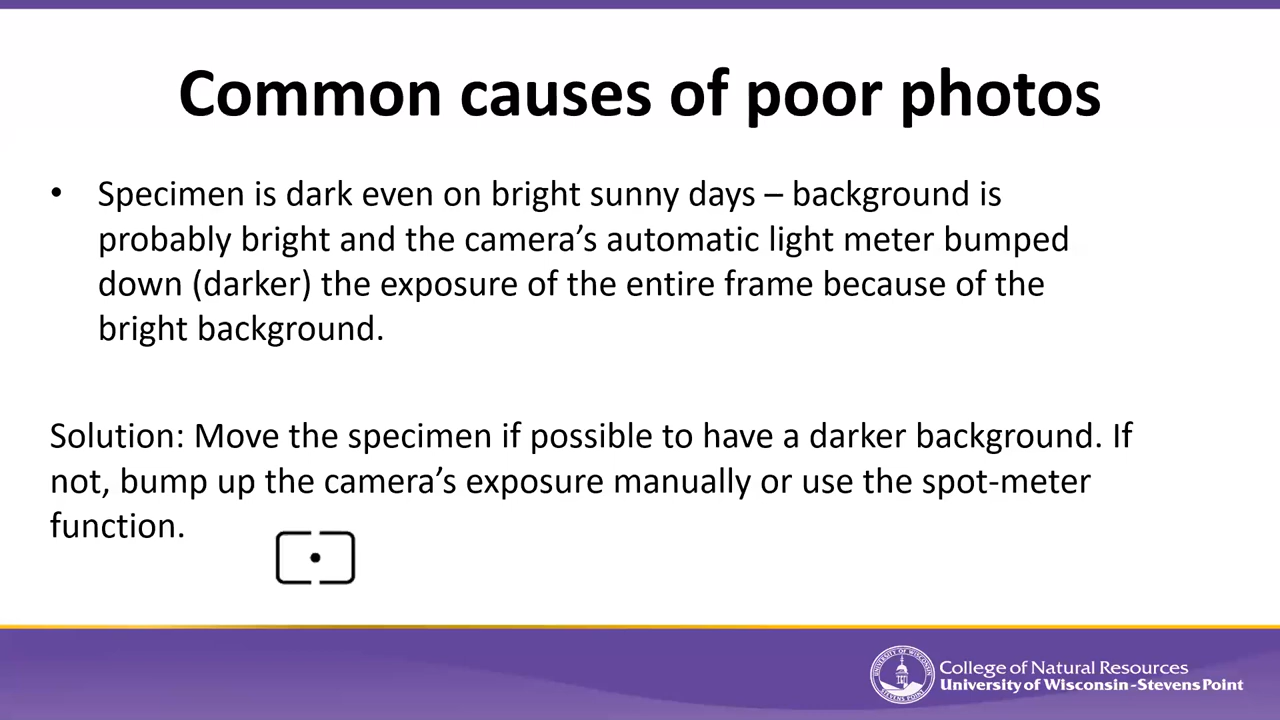 Common causes of poor photos
• Specimen is dark even on bright sunny days – background is
probably bright and the camera’s automatic light meter bumped
down (darker) the exposure of the entire frame because of the
bright background.
Solution: Move the specimen if possible to have a darker background. If
not, bump up the camera’s exposure manually or use the spot-meter
function.
College of Natural Resources
University of Wisconsin-Stevens Point